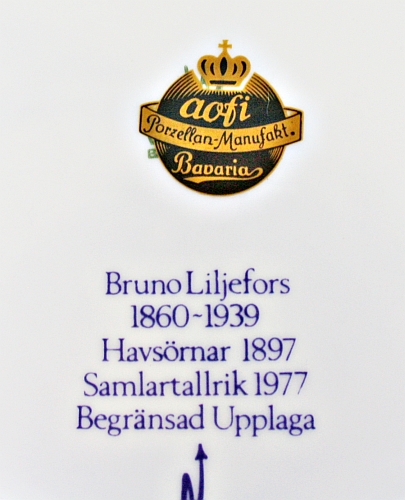 aofi
Porzellan-Manufakt.
Bavaria
Bruno Liljefors
1860~1939
Havsörnar 1897
Samlartallrik 1977
Begränsad Upplaga